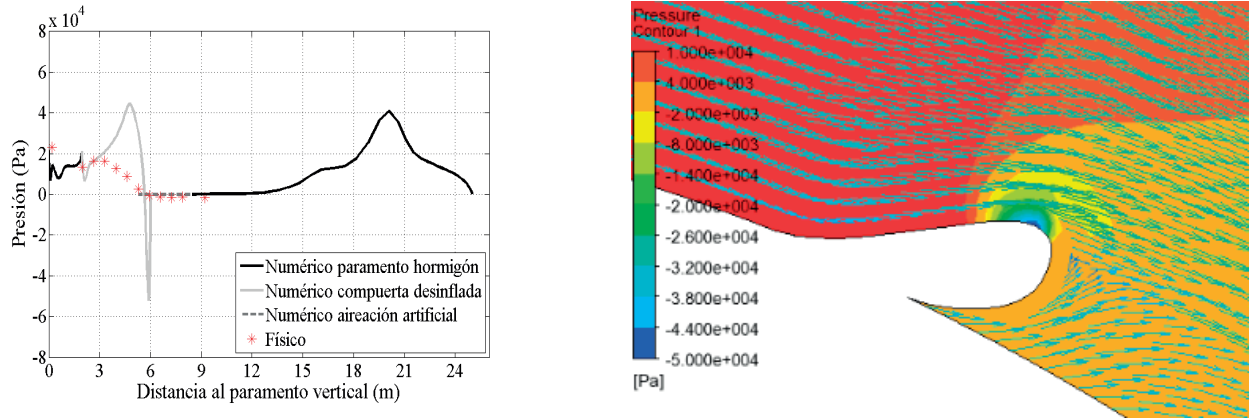 x 10⁴
8
6
4
2
0
-2
-4
-6
-8
Presión (Pa)
0 3 6 9 12 15 18 21 24
Distancia al paramento vertical (m)
Numérico paramento hormigón
Numérico compuerta desinflada
Numérico aireación artificial
Físico
Pressure
Contour 1
1.000e+004
4.000e+003
-2.000e+003
-8.000e+003
-1.400e+004
-2.000e+004
-2.600e+004
-3.200e+004
-3.800e+004
-4.400e+004
-5.000e+004
[Pa]